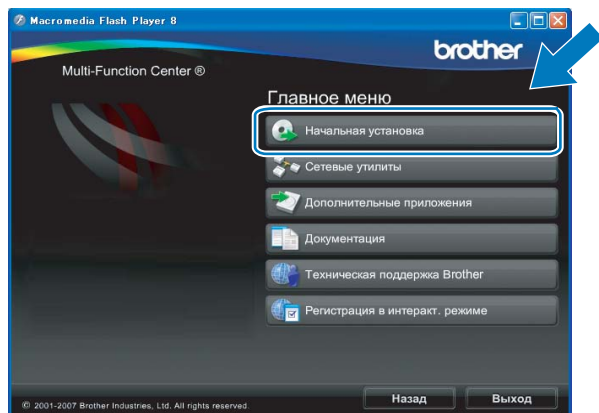 Macromedia Flash Player 8
brother
Multi-Function Center ®
Главное меню
Начальная установка
Сетевые утилиты
Дополнительные приложения
Документация
Техническая поддержка Brother
Регистрация в интеракт. режиме
Назад
Выход
© 2001-2007 Brother Industries, Ltd. All rights reserved.